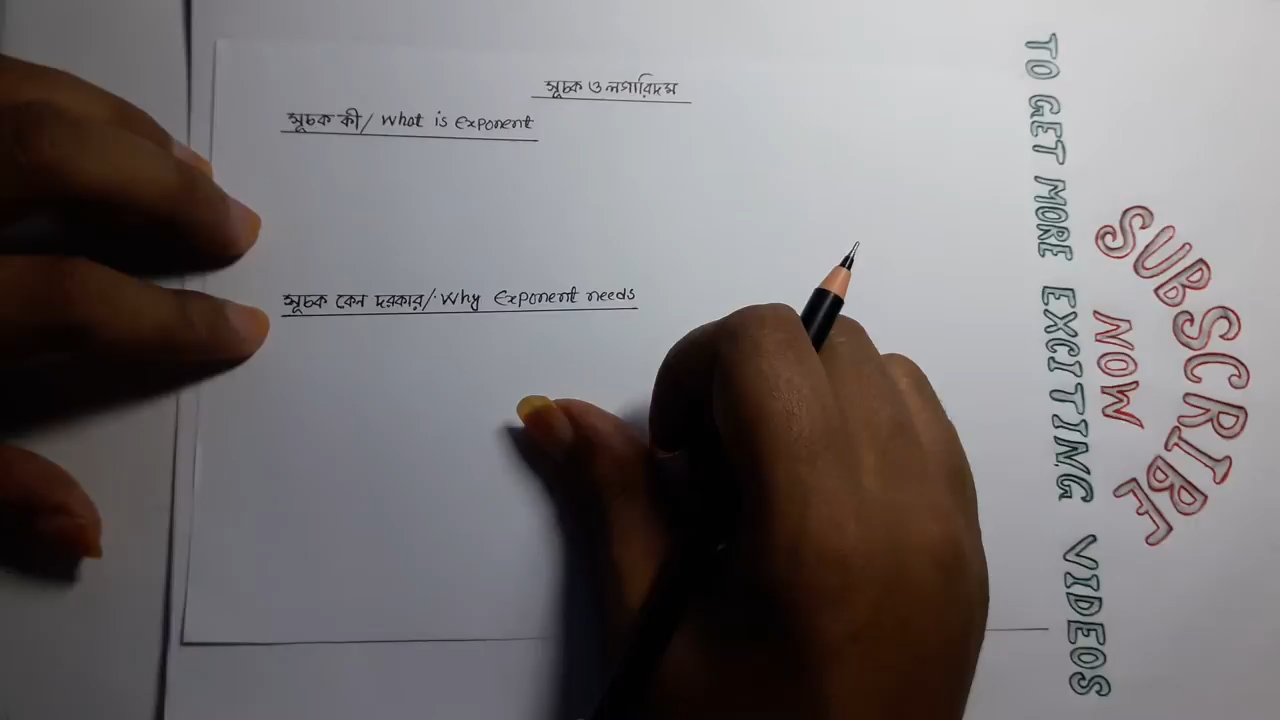 সূচক ও লগারিদম
সূচক কী/ What is Exponent
সূচক কেন দরকার/ Why Exponent needs
TO GET MORE EXCITING VIDEOS
SUBSCRIBE
NOW